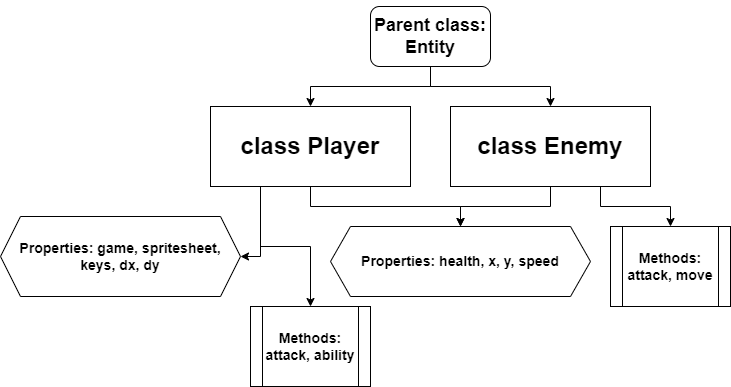 Parent class:
Entity
class Player
class Enemy
Properties: game, spritesheet,
keys, dx, dy
Properties: health, x, y, speed
Methods:
attack, move
Methods:
attack, ability